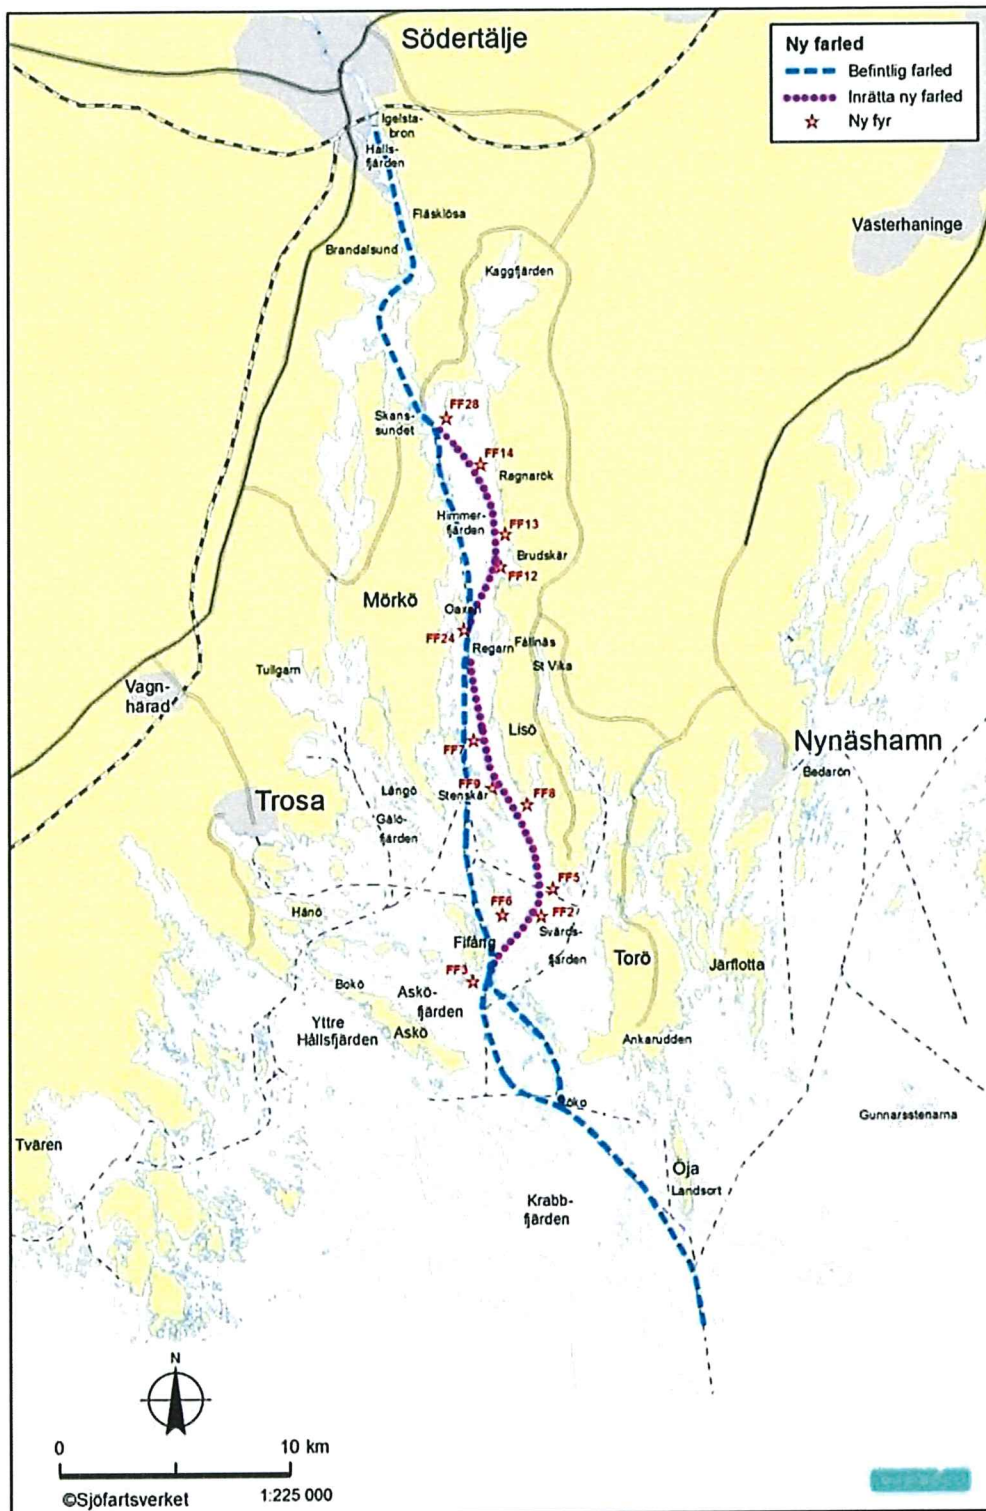 Södertälje
Ny farled
Befintlig farled
Inrätta ny farled
Ny fyr
Igelsta-
bron
Halls-
fjärden
Fläsklösa
Västerhaninge
Brandalsund
Kaggfjärden
FF28
Skans-
sundet
FF14
Ragnarök
Himmer-
fjärden
FF13
Brudskär
FF12
Mörkö
Oaxen
FF24
Regarn
Fållnäs
St Vika
Tullgarn
Vagn-
härad
Lisö
FF7
Nynäshamn
Bedarön
Trosa
Långö
FF9
Stenskär
FF8
Gälö-
fjärden
FF5
Hånö
FF6
FF2
Svärds-
fjärden
Fifång
Torö
Järflotta
FF3
Bokö
Askö-
fjärden
Yttre
Hållsfjärden
Askö
Ankarudden
Gunnarsstenarna
Tvären
Öja
Landsort
Krabb-
fjärden
N
0
10 km
©Sjöfartsverket
1:225 000